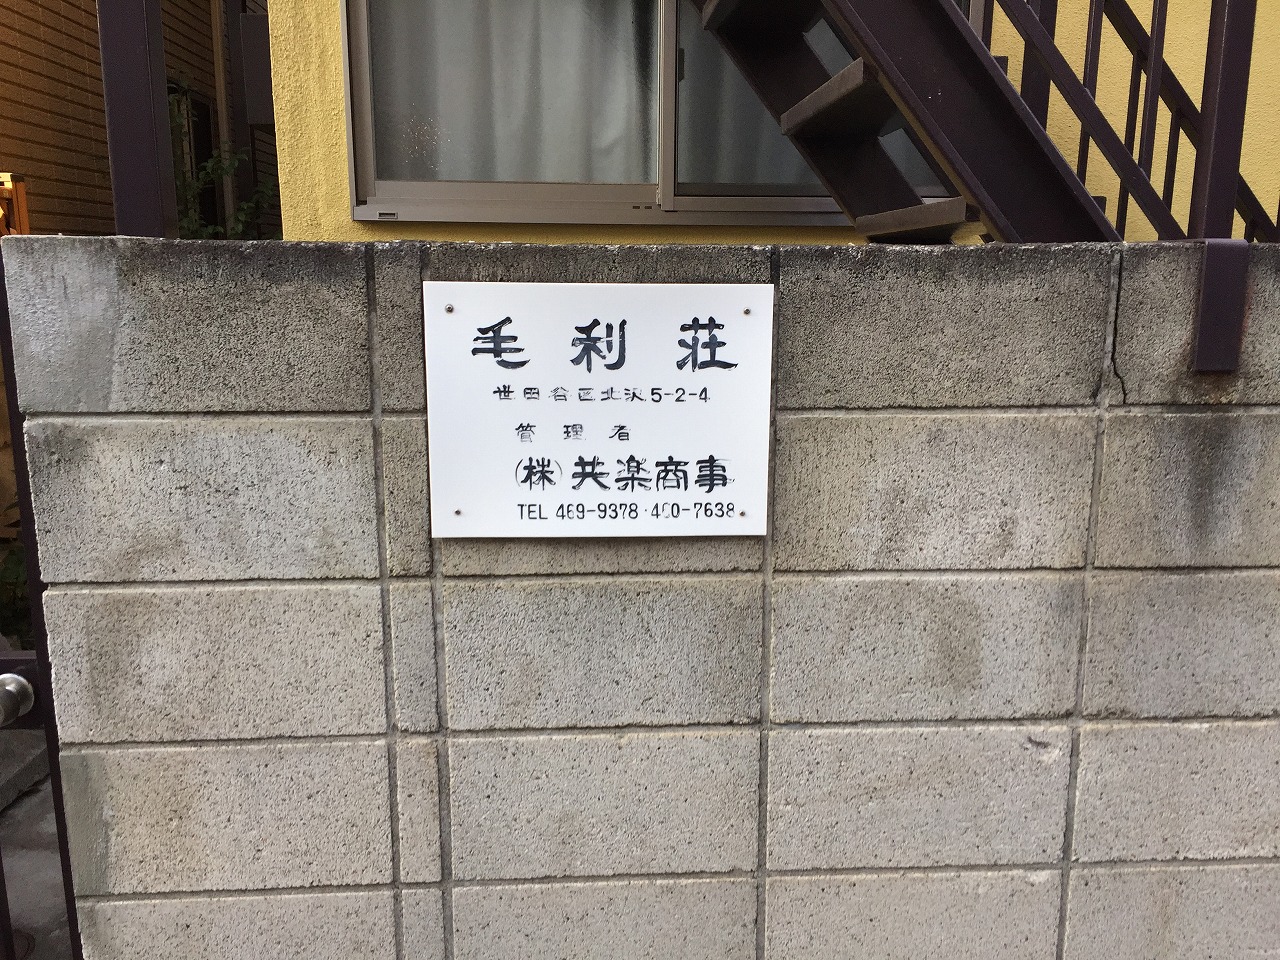 毛利荘
世田谷区北沢5-2-4
管理者
(株)共楽商事
TEL 469-9378・460-7638